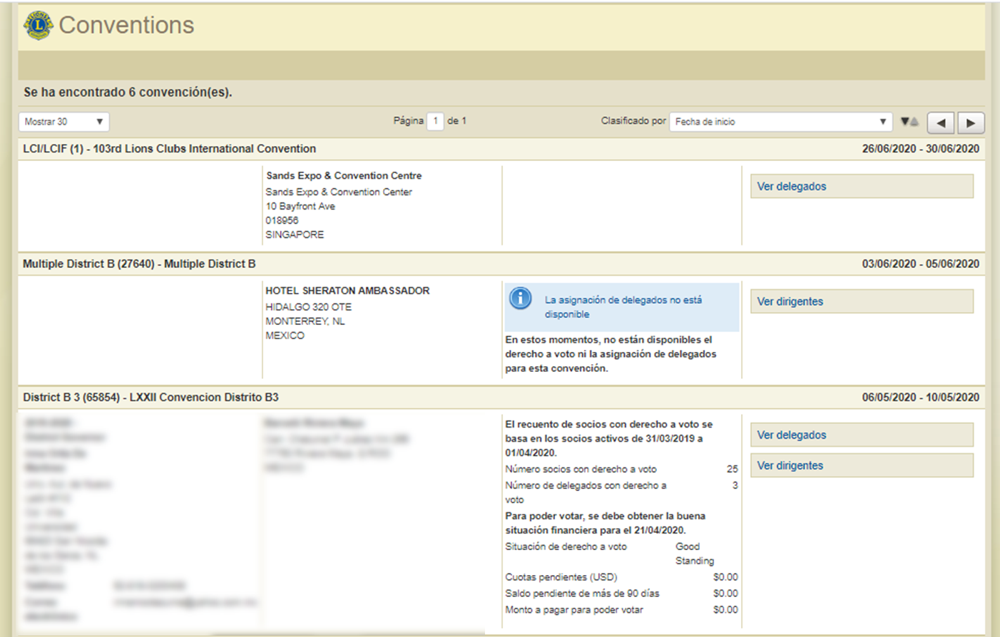 Conventions
Se ha encontrado 6 convención(es).
Mostrar 30
Página 1 de 1
Clasificado por Fecha de inicio
LCI/LCIF (1) - 103rd Lions Clubs International Convention 26/06/2020 - 30/06/2020
Sands Expo & Convention Centre
Sands Expo & Convention Center
10 Bayfront Ave
018956
SINGAPORE
Ver delegados
Multiple District B (27640) - Multiple District B 03/06/2020 - 05/06/2020
HOTEL SHERATON AMBASSADOR
HIDALGO 320 OTE
MONTERREY, NL
MEXICO
La asignación de delegados no está
disponible
En estos momentos, no están disponibles el
derecho a voto ni la asignación de delegados
para esta convención.
Ver dirigentes
District B 3 (65854) - LXXII Convencion Distrito B3 06/05/2020 - 10/05/2020
El recuento de socios con derecho a voto se
basa en los socios activos de 31/03/2019 a
01/04/2020.
Número socios con derecho a voto 25
Número de delegados con derecho a 3
voto
Para poder votar, se debe obtener la buena
situación financiera para el 21/04/2020.
Situación de derecho a voto Good
Standing
Cuotas pendientes (USD) $0.00
Saldo pendiente de más de 90 días $0.00
Monto a pagar para poder votar $0.00
Ver delegados
Ver dirigentes